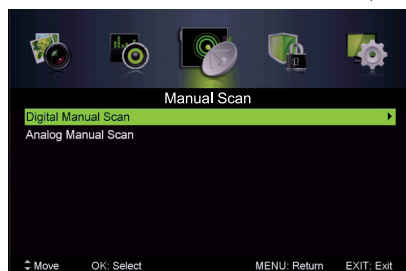 Manual Scan
Digital Manual Scan
Analog Manual Scan
Move OK: Select MENU: Return EXIT: Exit